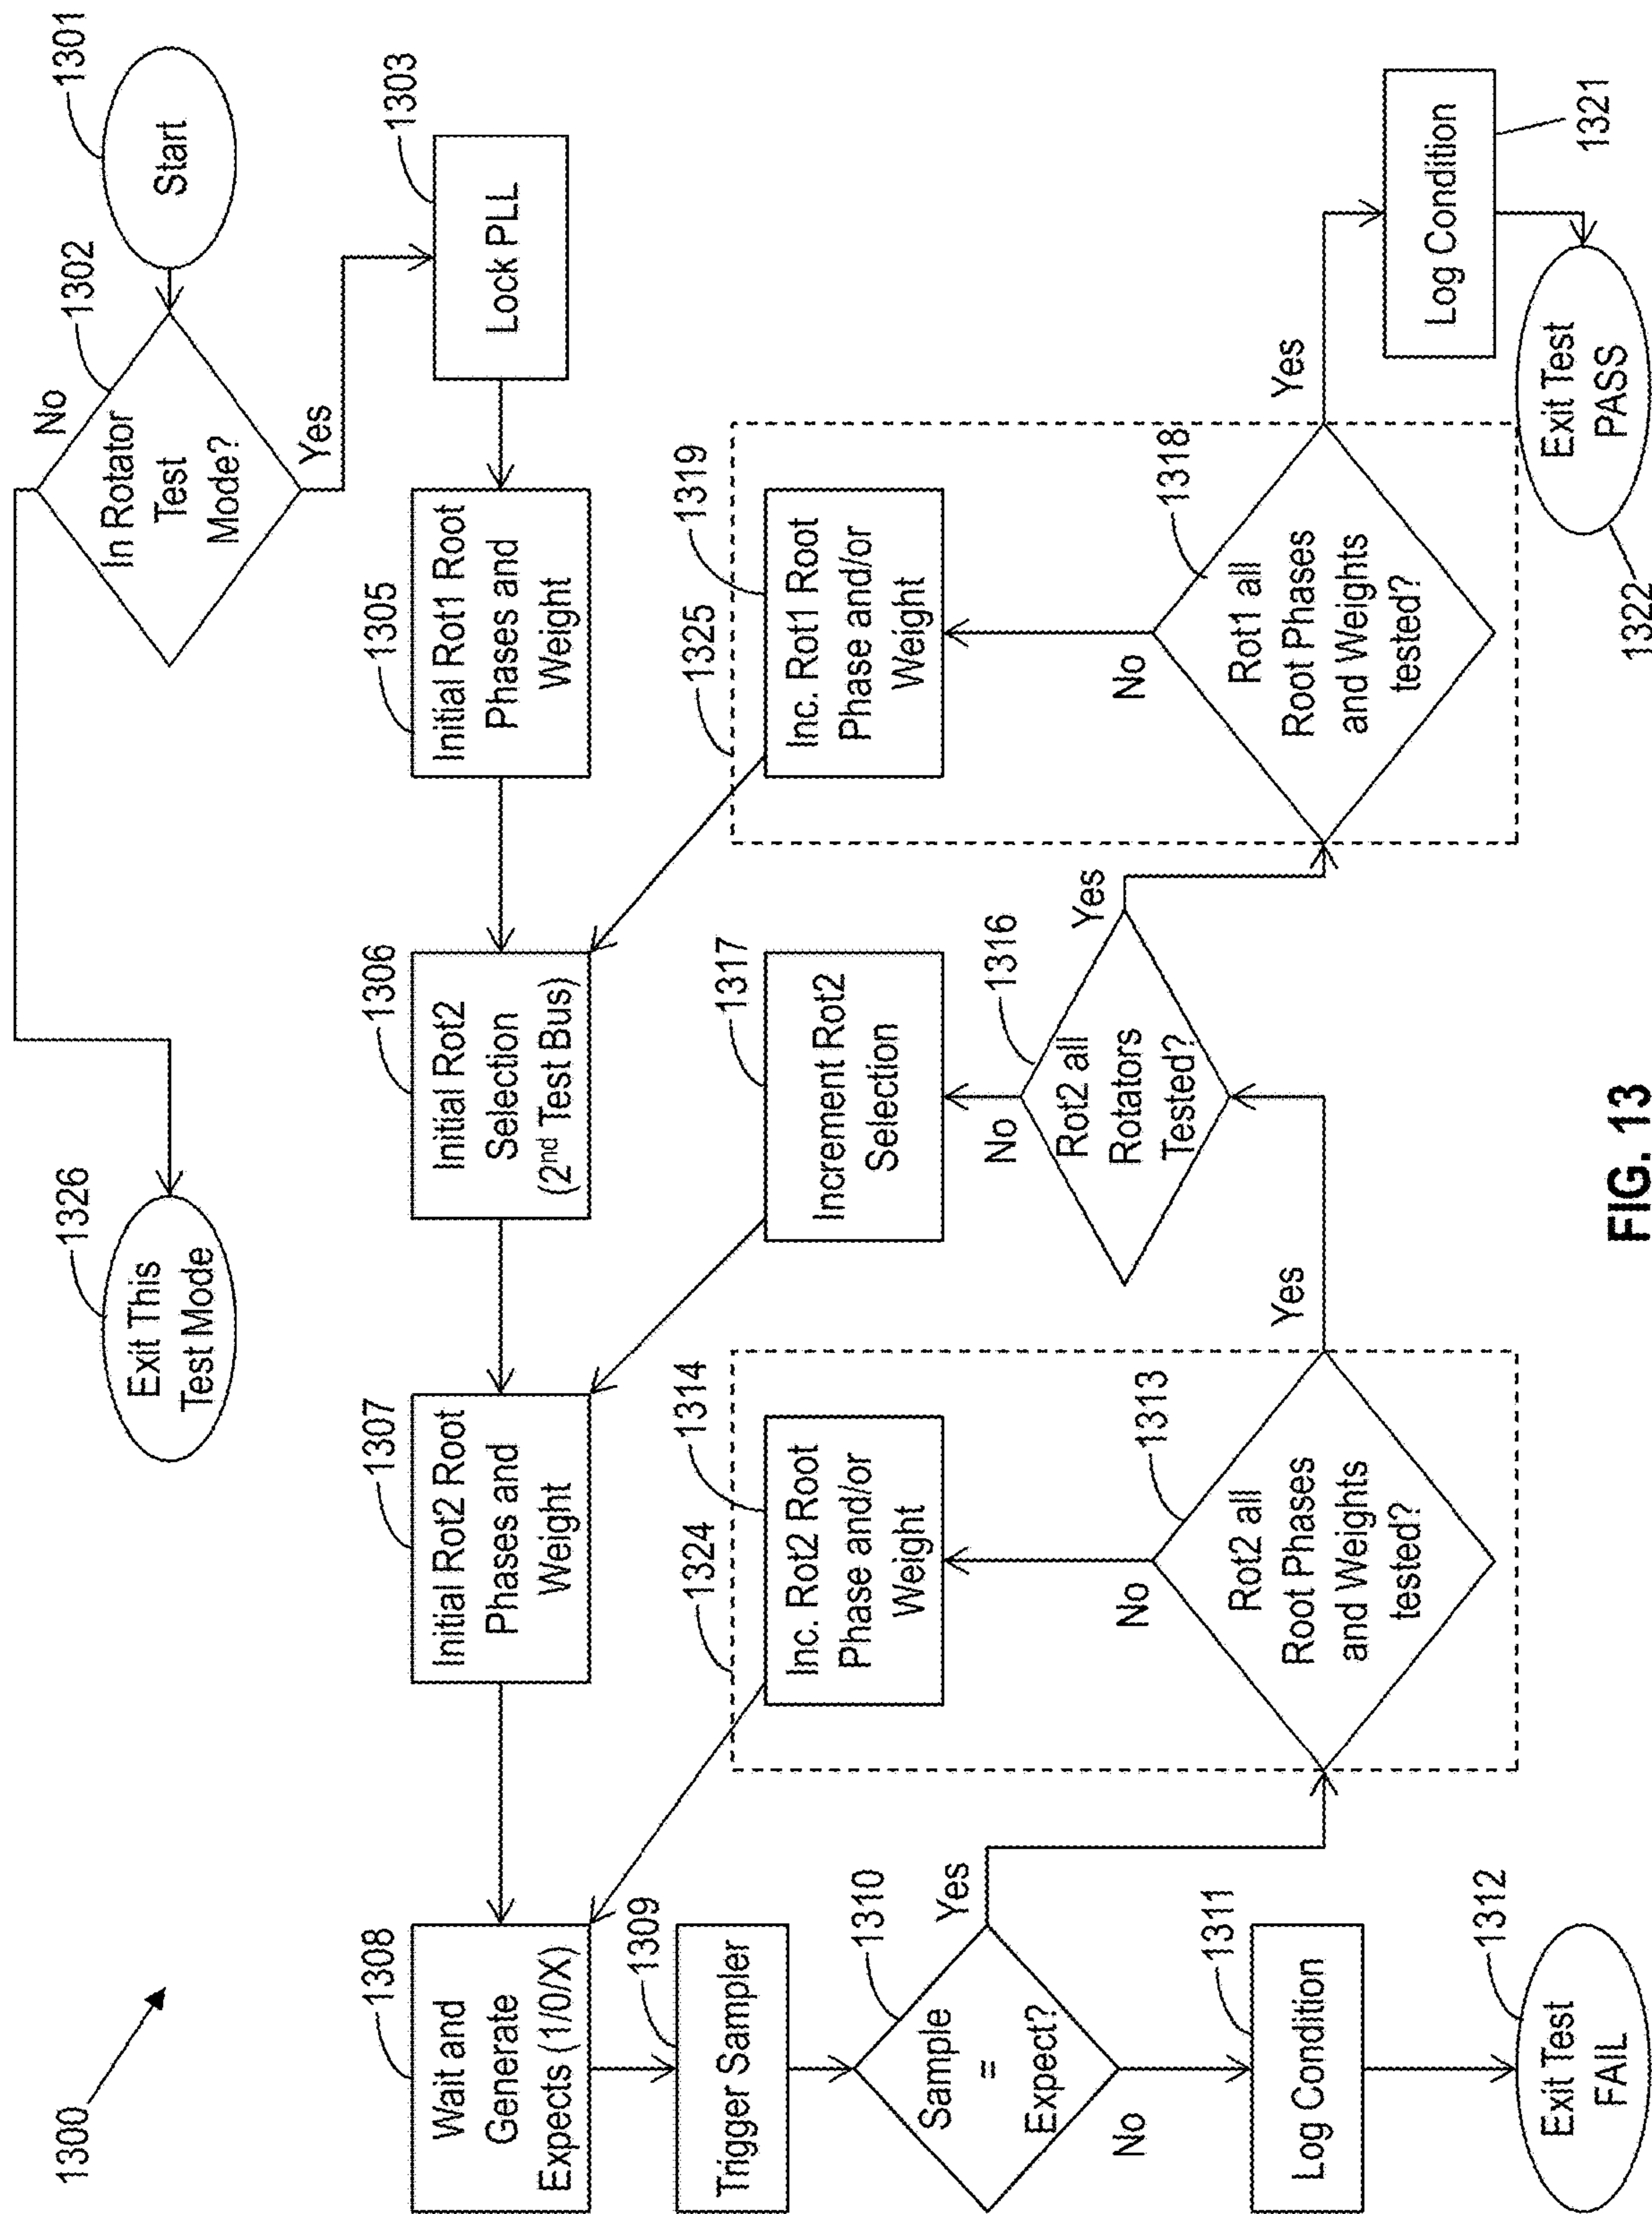 1300
1301
Start
1302
In Rotator
Test
Mode?
No
Yes
1326
Exit This
Test Mode
1303
Lock PLL
1305
Initial Rot1 Root
Phases and
Weight
1306
Initial Rot2
Selection
(2nd Test Bus)
1307
Initial Rot2 Root
Phases and
Weight
1308
Wait and
Generate
Expects (1/0/X)
1309
Trigger Sampler
1310
Sample
=
Expect?
Yes
No
1311
Log Condition
1312
Exit Test
FAIL
1324
1314
Inc. Rot2 Root
Phase and/or
Weight
No
1313
Rot2 all
Root Phases
and Weights
tested?
Yes
1317
Increment Rot2
Selection
No
1316
Rot2 all
Rotators
Tested?
Yes
1325
1319
Inc. Rot1 Root
Phase and/or
Weight
No
1318
Rot1 all
Root Phases
and Weights
tested?
Yes
Log Condition
1321
Exit Test
PASS
1322
FIG. 13